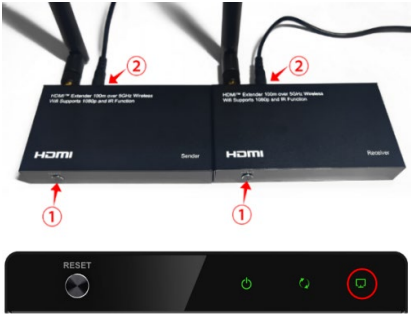 ②
②
HDMI™ Extender 100m over 5GHz Wireless
Wifi Supports 1080p and IR Function
HDMI™ Extender 100m over 5GHz Wireless
Wifi Supports 1080p and IR Function
HDMI
Sender
HDMI
Receiver
①
①
RESET